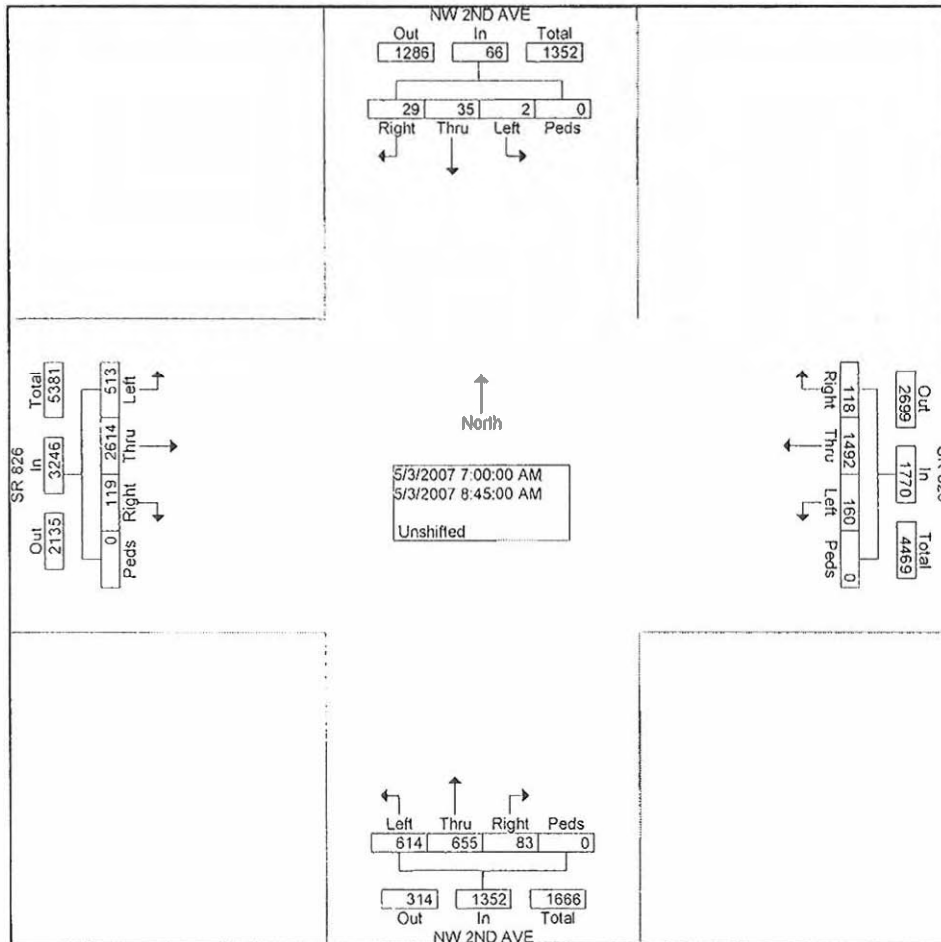 NW 2ND AVE
Out In Total
1286 66 1352
29 35 2 0
Right Thru Left Peds
SR 826
Total In Out
5381 3246 2135
513 2614 119 0
Left Thru Right Peds
North
5/3/2007 7:00:00 AM
5/3/2007 8:45:00 AM
Unshifted
Right Thru Left Peds
118 1492 160 0
Out In Total
2699 1770 4469
Left Thru Right Peds
614 655 83 0
314 1352 1666
Out In Total
NW 2ND AVE